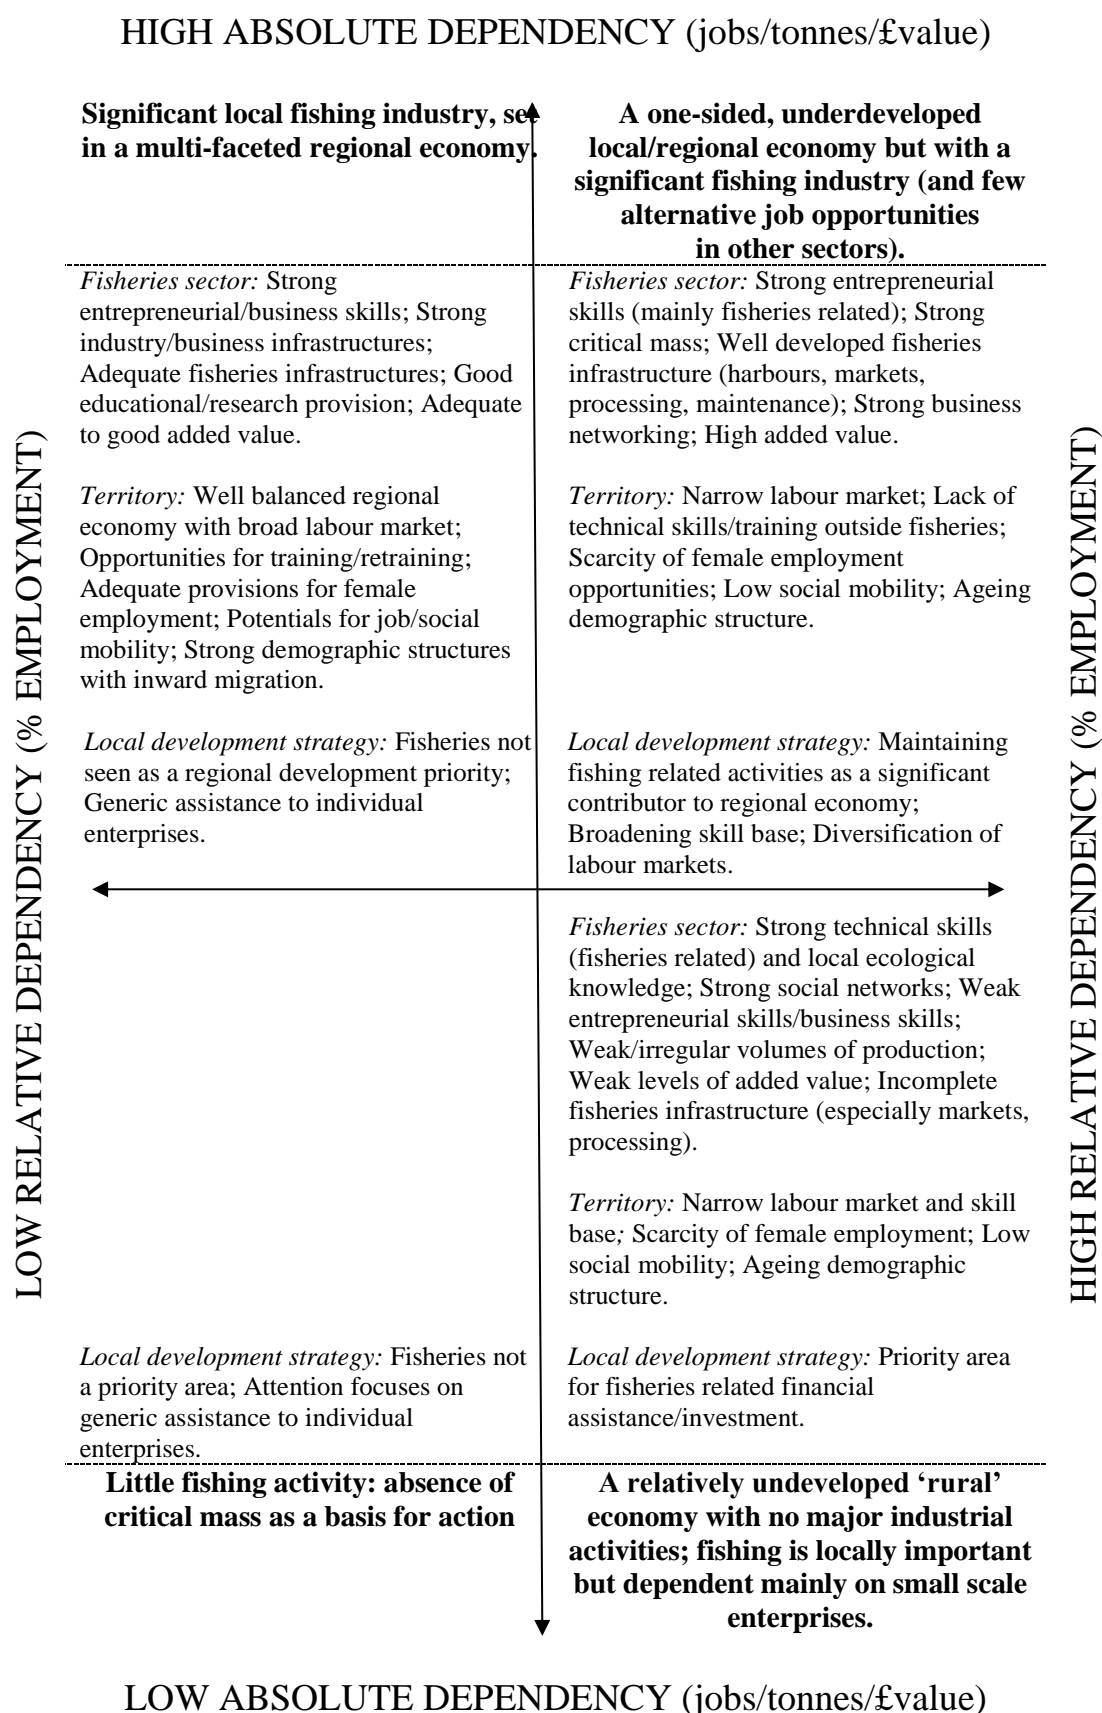 HIGH ABSOLUTE DEPENDENCY (jobs/tonnes/£value)
Significant local fishing industry, set
in a multi-faceted regional economy.
A one-sided, underdeveloped
local/regional economy but with a
significant fishing industry (and few
alternative job opportunities
in other sectors).
LOW RELATIVE DEPENDENCY (% EMPLOYMENT)
Fisheries sector: Strong
entrepreneurial/business skills; Strong
industry/business infrastructures;
Adequate fisheries infrastructures; Good
educational/research provision; Adequate
to good added value.
Territory: Well balanced regional
economy with broad labour market;
Opportunities for training/retraining;
Adequate provisions for female
employment; Potentials for job/social
mobility; Strong demographic structures
with inward migration.
Local development strategy: Fisheries not
seen as a regional development priority;
Generic assistance to individual
enterprises.
Fisheries sector: Strong entrepreneurial
skills (mainly fisheries related); Strong
critical mass; Well developed fisheries
infrastructure (harbours, markets,
processing, maintenance); Strong business
networking; High added value.
Territory: Narrow labour market; Lack of
technical skills/training outside fisheries;
Scarcity of female employment
opportunities; Low social mobility; Ageing
demographic structure.
Local development strategy: Maintaining
fishing related activities as a significant
contributor to regional economy;
Broadening skill base; Diversification of
labour markets.
HIGH RELATIVE DEPENDENCY (% EMPLOYMENT)
Local development strategy: Fisheries not
a priority area; Attention focuses on
generic assistance to individual
enterprises.
Little fishing activity: absence of
critical mass as a basis for action
Fisheries sector: Strong technical skills
(fisheries related) and local ecological
knowledge; Strong social networks; Weak
entrepreneurial skills/business skills;
Weak/irregular volumes of production;
Weak levels of added value; Incomplete
fisheries infrastructure (especially markets,
processing).
Territory: Narrow labour market and skill
base; Scarcity of female employment; Low
social mobility; Ageing demographic
structure.
Local development strategy: Priority area
for fisheries related financial
assistance/investment.
A relatively undeveloped ‘rural’
economy with no major industrial
activities; fishing is locally important
but dependent mainly on small scale
enterprises.
LOW ABSOLUTE DEPENDENCY (jobs/tonnes/£value)